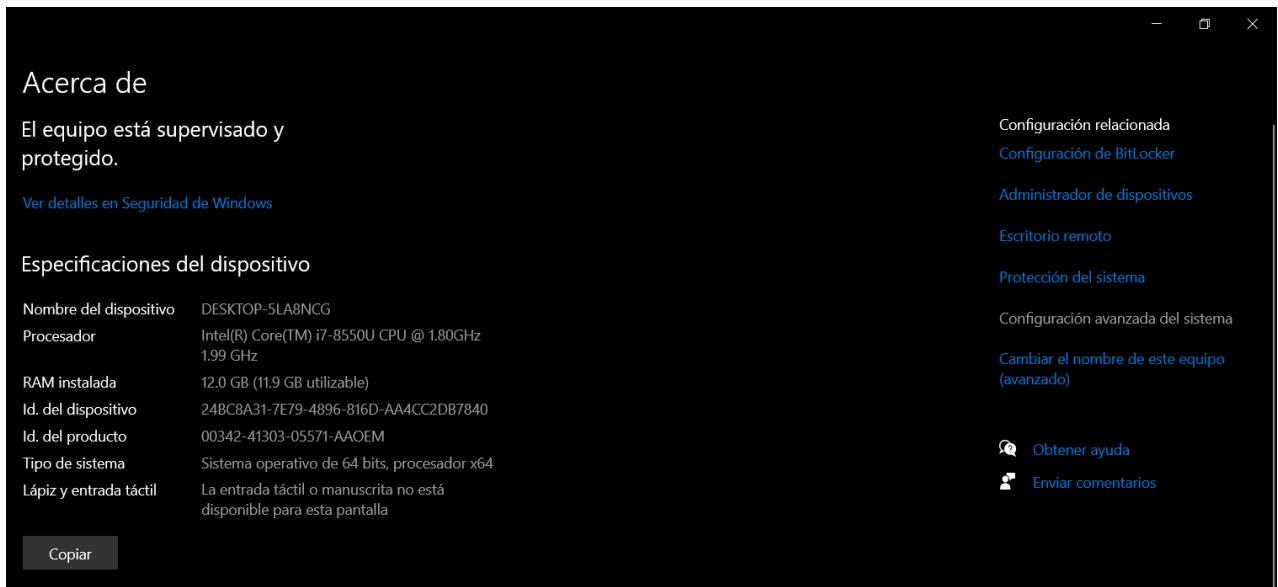 Acerca de
El equipo está supervisado y
protegido.
Ver detalles en Seguridad de Windows
Especificaciones del dispositivo
Nombre del dispositivo DESKTOP-5LA8NCG
Procesador Intel(R) Core(TM) i7-8550U CPU @ 1.80GHz
1.99 GHz
RAM instalada 12.0 GB (11.9 GB utilizable)
Id. del dispositivo 24BC8A31-7E79-4896-816D-AA4CC2DB7840
Id. del producto 00342-41303-05571-AAOEM
Tipo de sistema Sistema operativo de 64 bits, procesador x64
Lápiz y entrada táctil La entrada táctil o manuscrita no está
disponible para esta pantalla
Copiar
Configuración relacionada
Configuración de BitLocker
Administrador de dispositivos
Escritorio remoto
Protección del sistema
Configuración avanzada del sistema
Cambiar el nombre de este equipo
(avanzado)
Obtener ayuda
Enviar comentarios